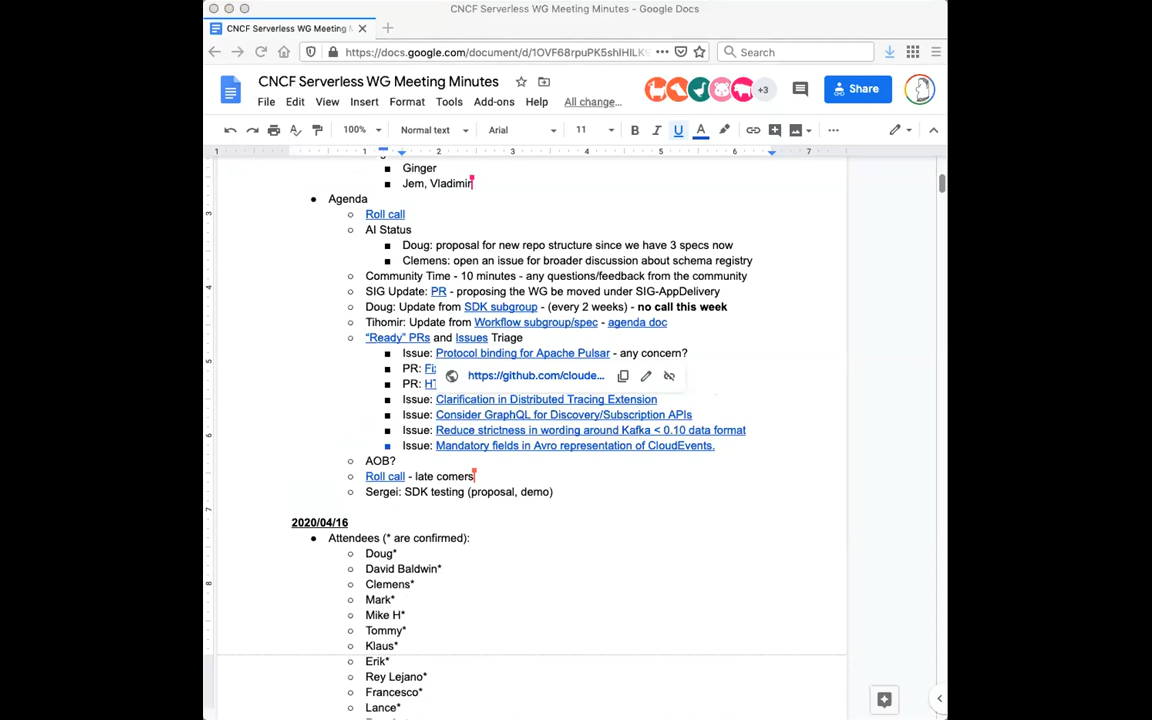 CNCF Serverless WG Meeting Minutes - Google Docs
CNCF Serverless WG Meeting
https://docs.google.com/document/d/1OVF68rpuPK5shIHILK
Search
CNCF Serverless WG Meeting Minutes
+3
Share
File Edit View Insert Format Tools Add-ons Help All change...
100% Normal text Arial 11 B I U A
1 1 2 3 4 5 6 7
Ginger
Jem, Vladimir
Agenda
Roll call
AI Status
Doug: proposal for new repo structure since we have 3 specs now
Clemens: open an issue for broader discussion about schema registry
Community Time - 10 minutes - any questions/feedback from the community
SIG Update: PR - proposing the WG be moved under SIG-AppDelivery
Doug: Update from SDK subgroup - (every 2 weeks) - no call this week
Tihomir: Update from Workflow subgroup/spec - agenda doc
“Ready” PRs and Issues Triage
Issue: Protocol binding for Apache Pulsar - any concern?
PR:
https://github.com/cloude...
PR:
Issue: Clarification in Distributed Tracing Extension
Issue: Consider GraphQL for Discovery/Subscription APIs
Issue: Reduce strictness in wording around Kafka < 0.10 data format
Issue: Mandatory fields in Avro representation of CloudEvents.
AOB?
Roll call - late comers
Sergei: SDK testing (proposal, demo)
2020/04/16
Attendees (* are confirmed):
Doug*
David Baldwin*
Clemens*
Mark*
Mike H*
Tommy*
Klaus*
Erik*
Rey Lejano*
Francesco*
Lance*